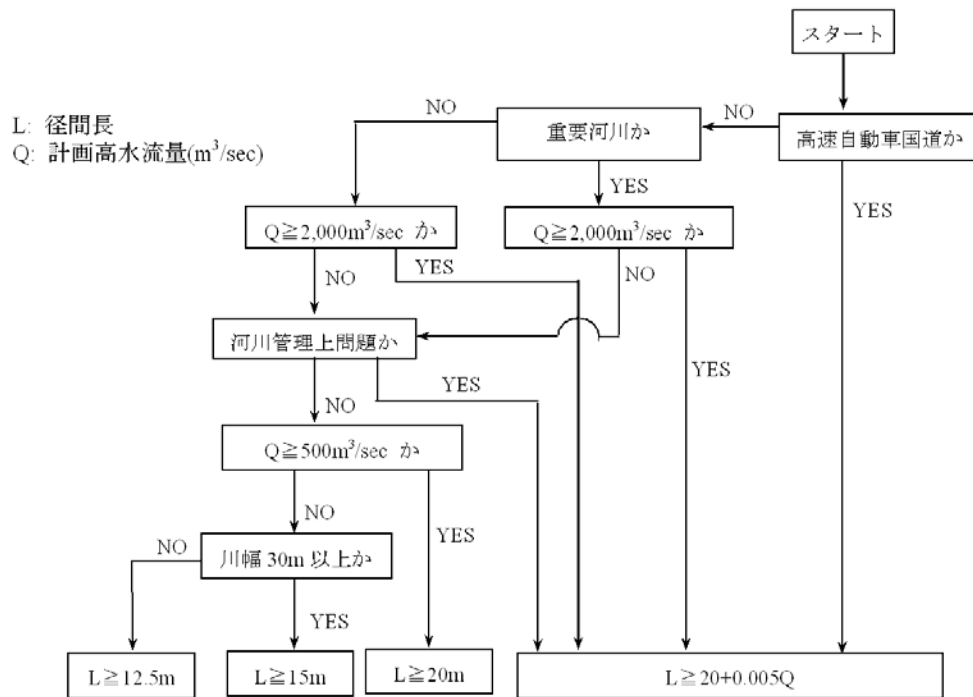 スタート
L: 径間長
Q: 計画高水流量(m³/sec)
NO
重要河川か
NO
高速自動車国道か
YES
YES
Q≧2,000m³/sec か
Q≧2,000m³/sec か
NO
YES
NO
河川管理上問題か
YES
YES
NO
Q≧500m³/sec か
NO
YES
NO
川幅 30m 以上か
YES
L≧12.5m
L≧15m
L≧20m
L≧20+0.005Q